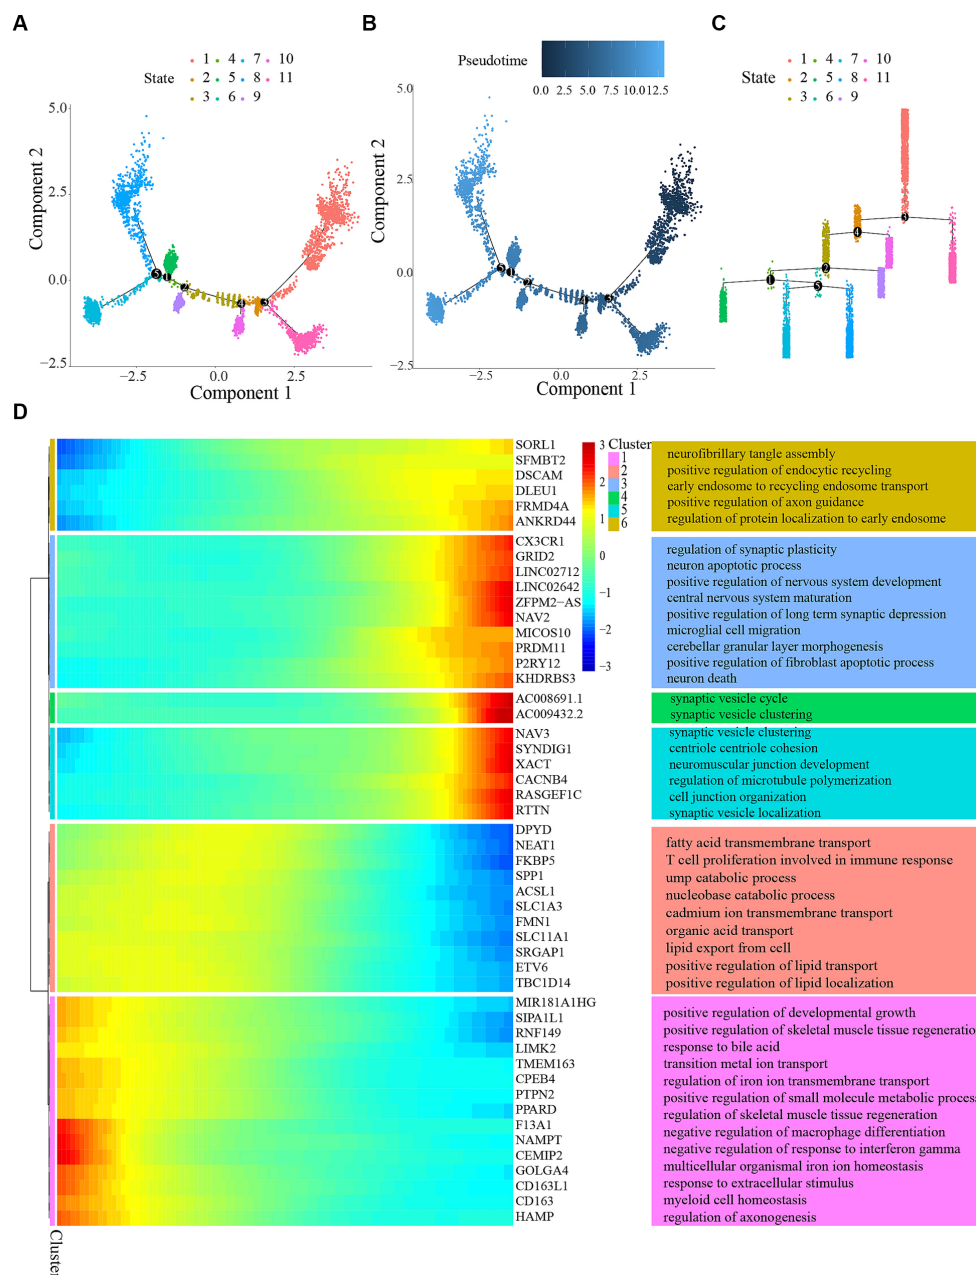 A
B
C
State
1 4 7 10
2 5 8 11
3 6 9
Pseudotime
0.0 2.5 5.0 7.5 10.0 12.5
State
1 4 7 10
2 5 8 11
3 6 9
Component 2
5.0
2.5
0.0
−2.5
−2.5 0.0 2.5
Component 1
Component 2
5.0
2.5
0.0
−2.5
−2.5 0.0 2.5
Component 1
D
SORL1
SFMBT2
DSCAM
DLEU1
FRMD4A
ANKRD44
CX3CR1
GRID2
LINC02712
LINC02642
ZFPM2−AS
NAV2
MICOS10
PRDM11
P2RY12
KHDRBS3
AC008691.1
AC009432.2
NAV3
SYNDIG1
XACT
CACNB4
RASGEF1C
RTTN
DPYD
NEAT1
FKBP5
SPP1
ACSL1
SLC1A3
FMN1
SLC11A1
SRGAP1
ETV6
TBC1D14
MIR181A1HG
SIPA1L1
RNF149
LIMK2
TMEM163
CPEB4
PTPN2
PPARD
F13A1
NAMPT
CEMIP2
GOLGA4
CD163L1
CD163
HAMP
3
2
1
0
−1
−2
−3
Cluster
1
2
3
4
5
6
neurofibrillary tangle assembly
positive regulation of endocytic recycling
early endosome to recycling endosome transport
positive regulation of axon guidance
regulation of protein localization to early endosome
regulation of synaptic plasticity
neuron apoptotic process
positive regulation of nervous system development
central nervous system maturation
positive regulation of long term synaptic depression
microglial cell migration
cerebellar granular layer morphogenesis
positive regulation of fibroblast apoptotic process
neuron death
synaptic vesicle cycle
synaptic vesicle clustering
synaptic vesicle clustering
centriole centriole cohesion
neuromuscular junction development
regulation of microtubule polymerization
cell junction organization
synaptic vesicle localization
fatty acid transmembrane transport
T cell proliferation involved in immune response
ump catabolic process
nucleobase catabolic process
cadmium ion transmembrane transport
organic acid transport
lipid export from cell
positive regulation of lipid transport
positive regulation of lipid localization
positive regulation of developmental growth
positive regulation of skeletal muscle tissue regeneratio
response to bile acid
transition metal ion transport
regulation of iron ion transmembrane transport
positive regulation of small molecule metabolic process
regulation of skeletal muscle tissue regeneration
negative regulation of macrophage differentiation
negative regulation of response to interferon gamma
multicellular organismal iron ion homeostasis
response to extracellular stimulus
myeloid cell homeostasis
regulation of axonogenesis
Cluster